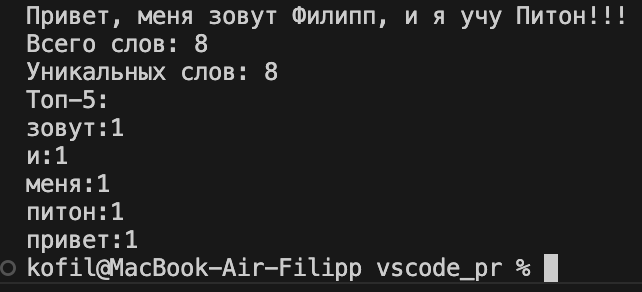 Привет, меня зовут Филипп, и я учу Питон!!!
Всего слов: 8
Уникальных слов: 8
Топ-5:
зовут:1
и:1
меня:1
питон:1
привет:1
kofil@MacBook-Air-Filipp vscode_pr %